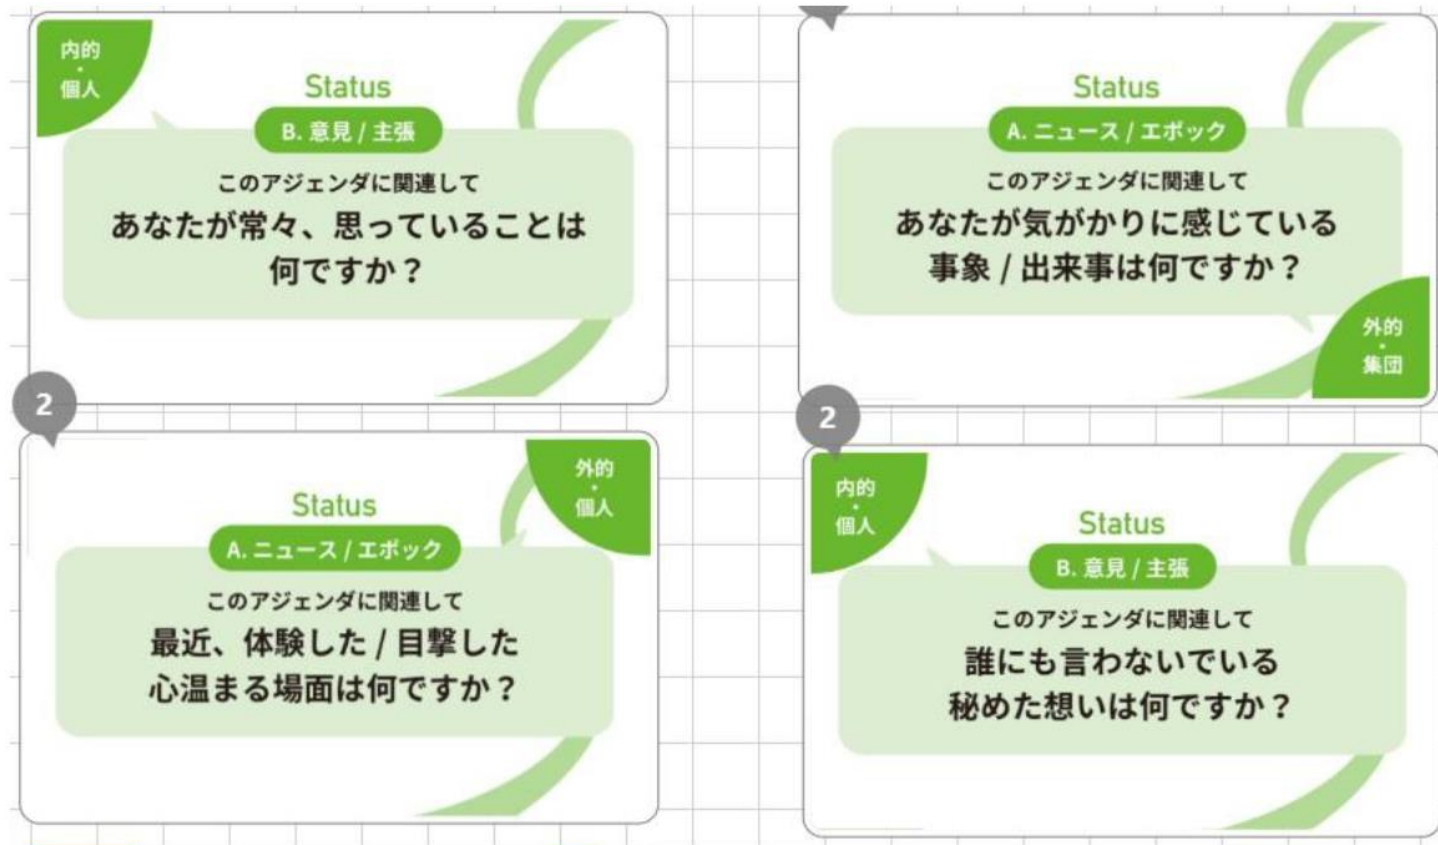 内的
・
個人
Status
B. 意見 / 主張
このアジェンダに関連して
あなたが常々、思っていることは
何ですか？
Status
A. ニュース / エポック
このアジェンダに関連して
あなたが気がかりに感じている
事象 / 出来事は何ですか？
外的
・
集団
2
外的
・
個人
Status
A. ニュース / エポック
このアジェンダに関連して
最近、体験した / 目撃した
心温まる場面は何ですか？
2
内的
・
個人
Status
B. 意見 / 主張
このアジェンダに関連して
誰にも言わないでいる
秘めた想いは何ですか？